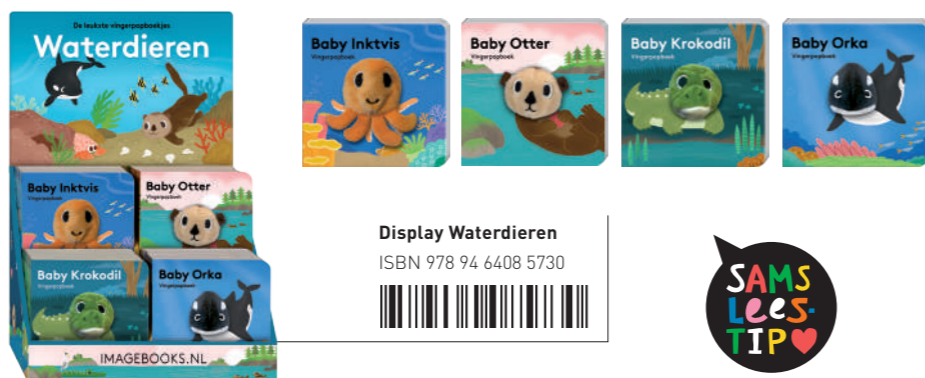 De leukste vingerpopboekjes
Waterdieren
Baby Inktvis
Vingerpopboek
Baby Otter
Vingerpopboek
Baby Krokodil
Vingerpopboek
Baby Orka
Vingerpopboek
IMAGEBOOKS.NL
Baby Inktvis
Vingerpopboek
Baby Otter
Vingerpopboek
Baby Krokodil
Vingerpopboek
Baby Orka
Vingerpopboek
Display Waterdieren
ISBN 978 94 6408 5730
SAMS
LeeS-
TIP